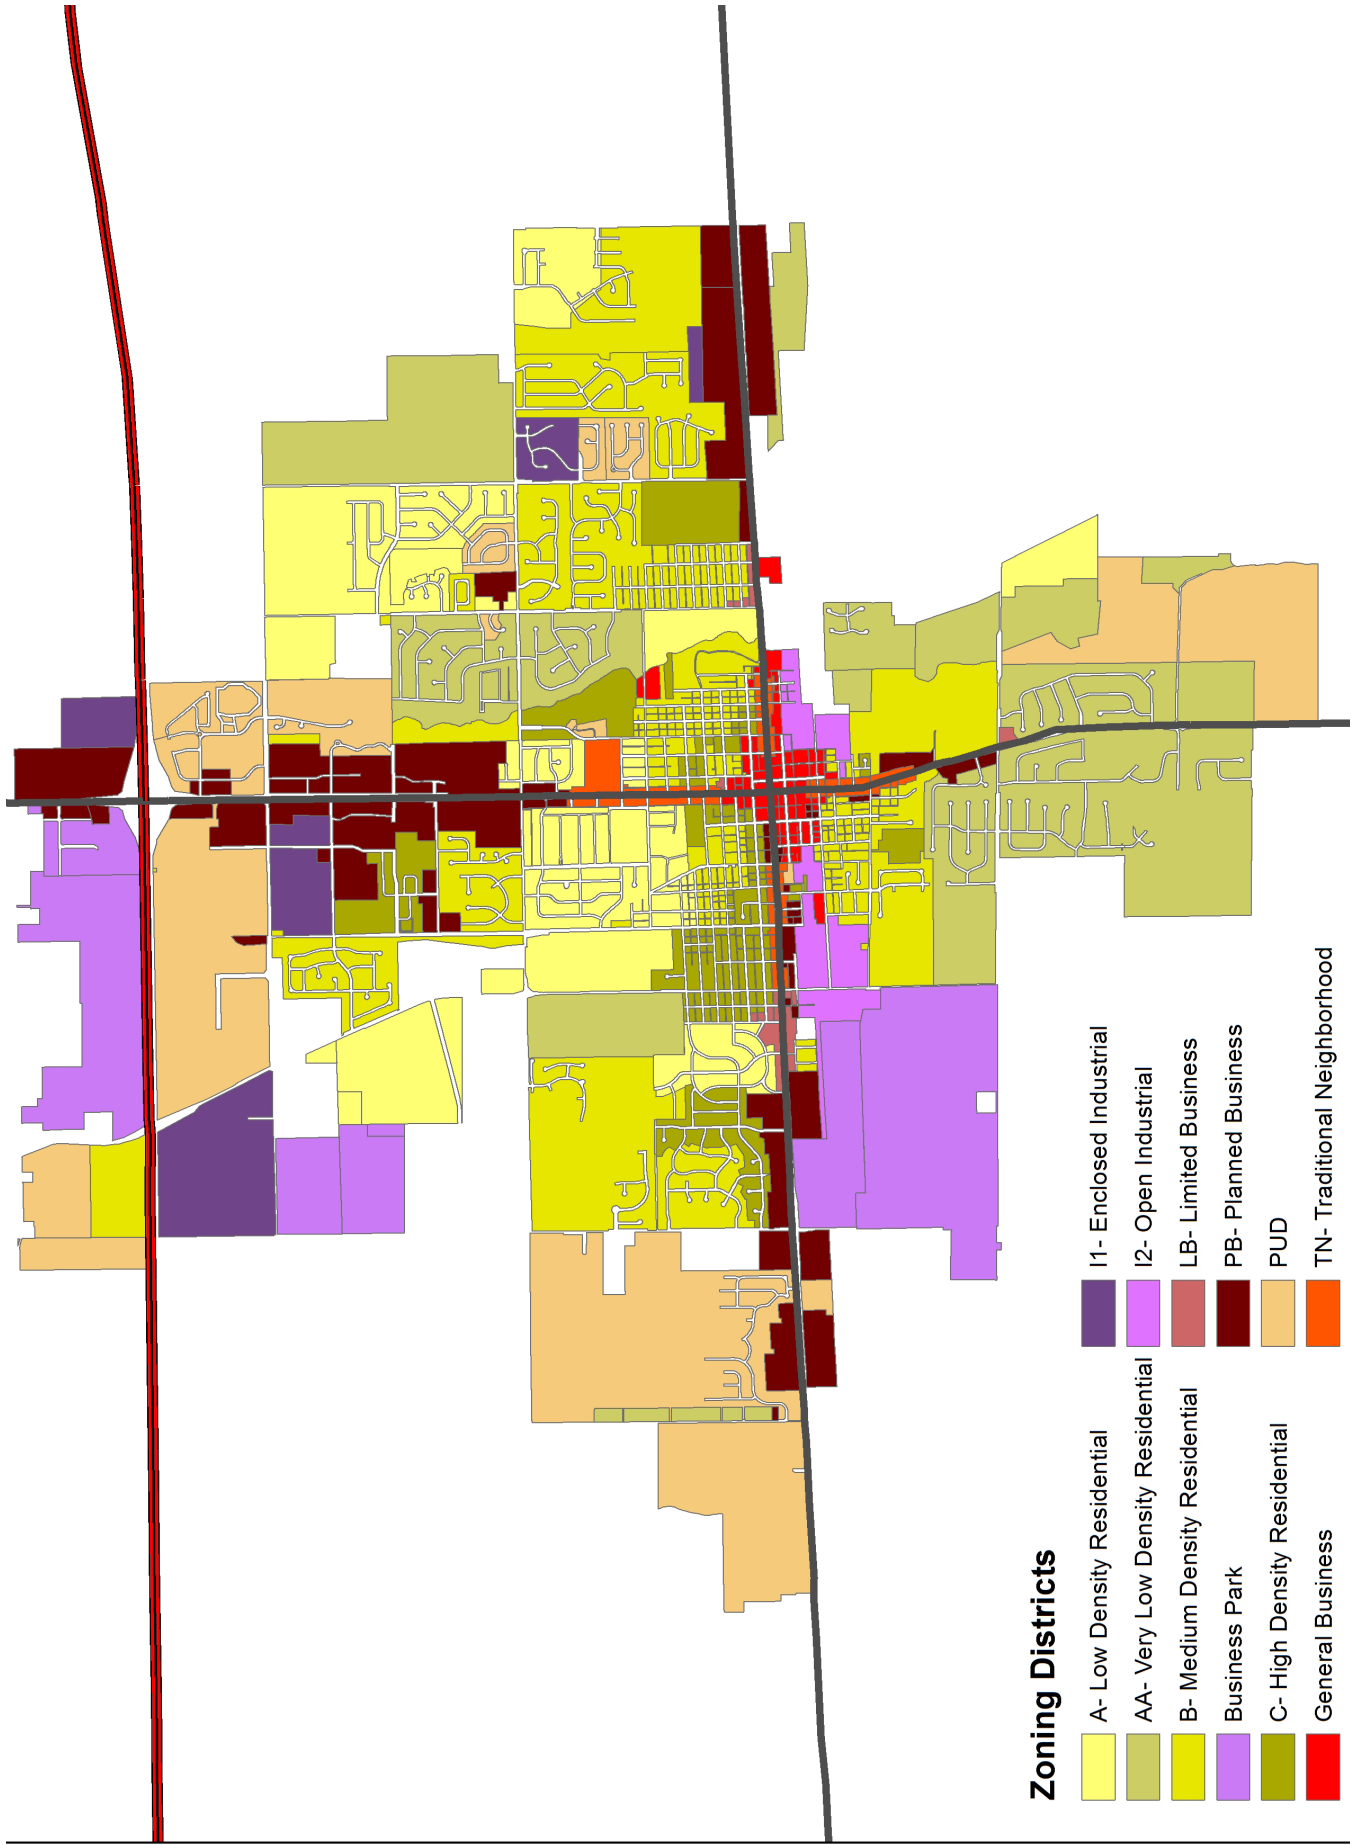 Zoning Districts
A- Low Density Residential
AA- Very Low Density Residential
B- Medium Density Residential
Business Park
C- High Density Residential
General Business
I1- Enclosed Industrial
I2- Open Industrial
LB- Limited Business
PB- Planned Business
PUD
TN- Traditional Neighborhood